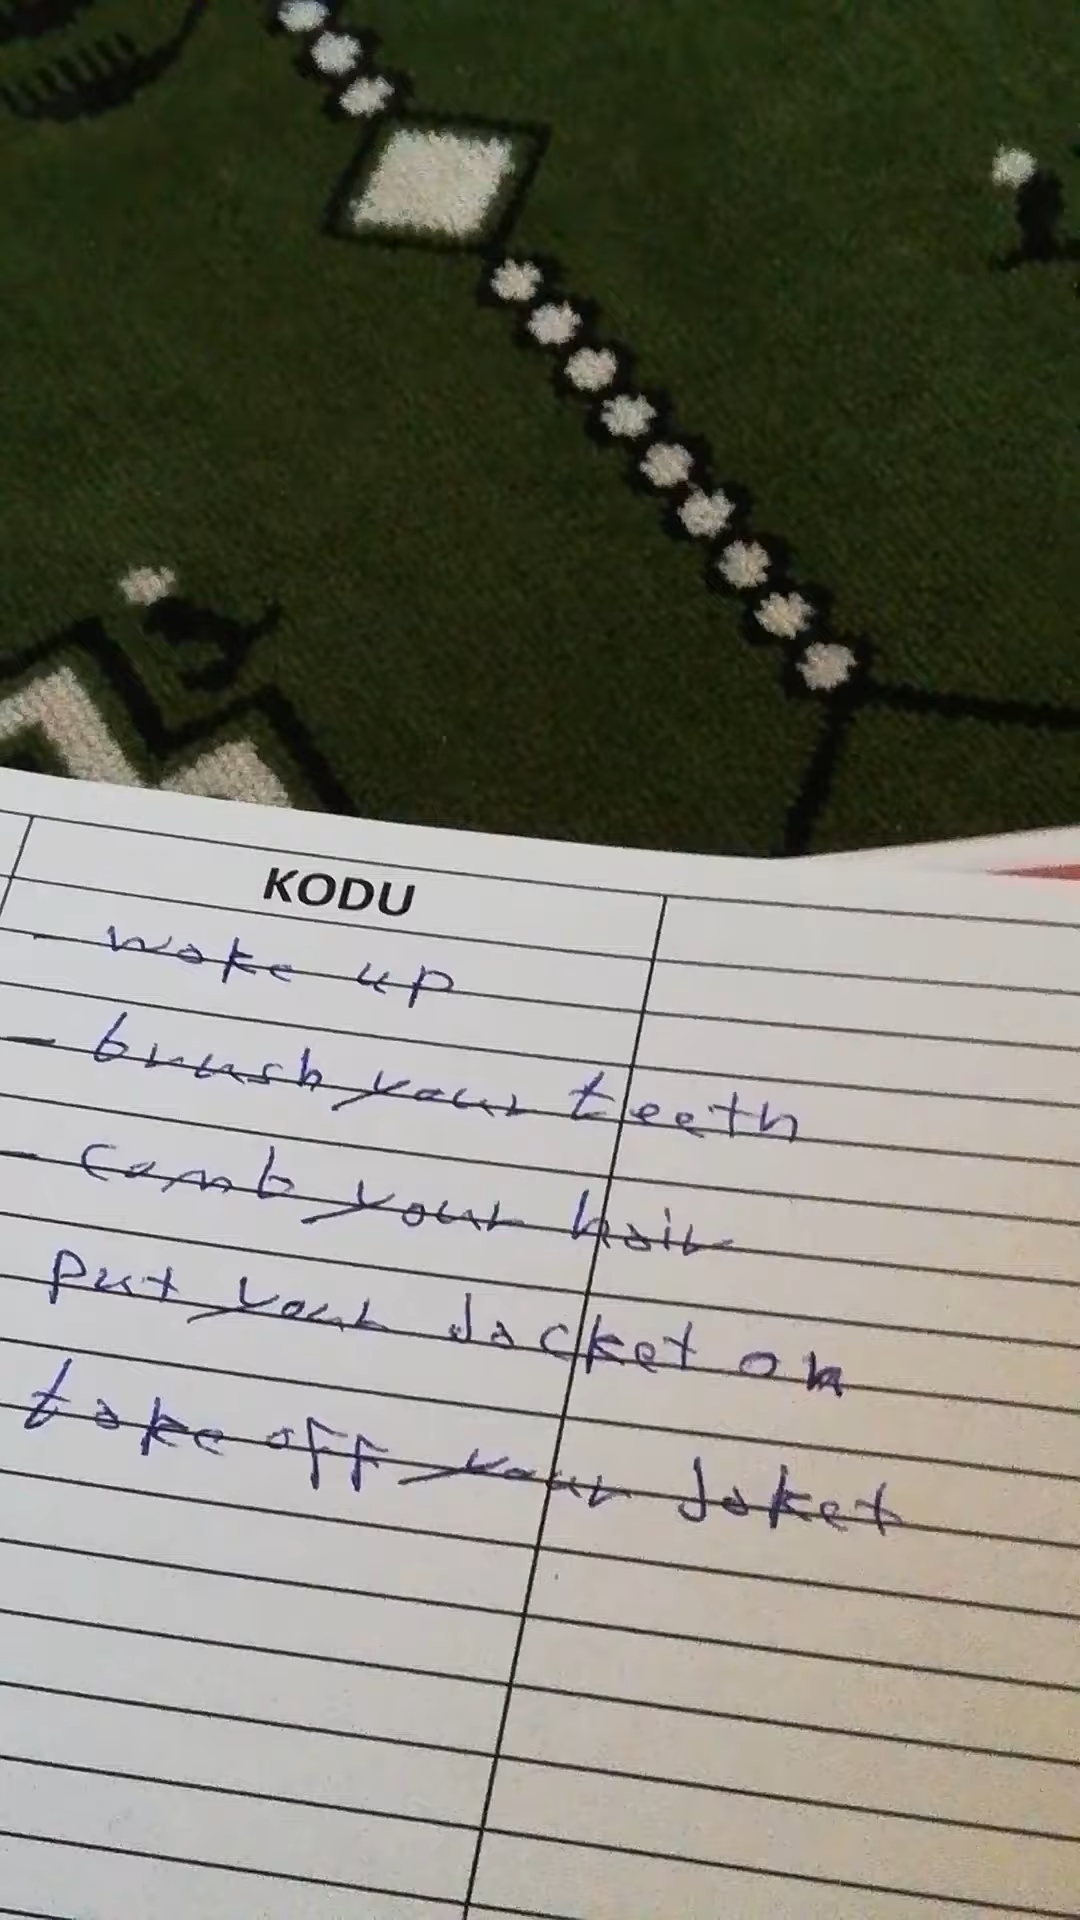 KODU
- wake up
- brush your teeth
- comb your hair
put your Jacket on
take off your Jaket